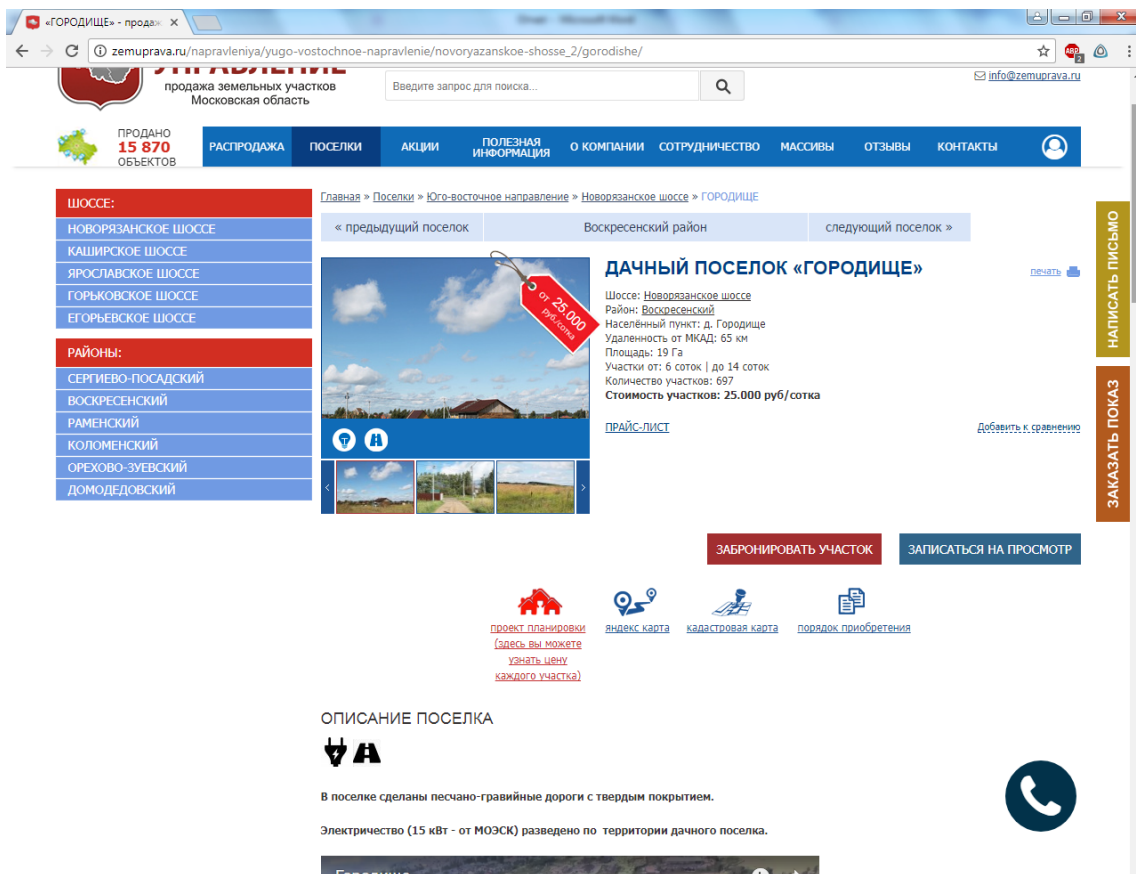 «ГОРОДИЩЕ» - продаж
zemuprava.ru/napravleniya/yugo-vostochnoe-napravlenie/novoryazanskoe-shosse_2/gorodishe/
ABP
2
УПРАВЛЕНИЕ
продажа земельных участков
Московская область
Введите запрос для поиска...
info@zemuprava.ru
ПРОДАНО
15 870
ОБЪЕКТОВ
РАСПРОДАЖА
ПОСЕЛКИ
АКЦИИ
ПОЛЕЗНАЯ
ИНФОРМАЦИЯ
О КОМПАНИИ
СОТРУДНИЧЕСТВО
МАССИВЫ
ОТЗЫВЫ
КОНТАКТЫ
ШОССЕ:
НОВОРЯЗАНСКОЕ ШОССЕ
КАШИРСКОЕ ШОССЕ
ЯРОСЛАВСКОЕ ШОССЕ
ГОРЬКОВСКОЕ ШОССЕ
ЕГОРЬЕВСКОЕ ШОССЕ
РАЙОНЫ:
СЕРГИЕВО-ПОСАДСКИЙ
ВОСКРЕСЕНСКИЙ
РАМЕНСКИЙ
КОЛОМЕНСКИЙ
ОРЕХОВО-ЗУЕВСКИЙ
ДОМОДЕДОВСКИЙ
Главная » Поселки » Юго-восточное направление » Новорязанское шоссе » ГОРОДИЩЕ
« предыдущий поселок
Воскресенский район
следующий поселок »
от 25.000
руб./сотка
ДАЧНЫЙ ПОСЕЛОК «ГОРОДИЩЕ»
печать
Шоссе: Новорязанское шоссе
Район: Воскресенский
Населённый пункт: д. Городище
Удаленность от МКАД: 65 км
Площадь: 19 Га
Участки от: 6 соток | до 14 соток
Количество участков: 697
Стоимость участков: 25.000 руб/сотка
ПРАЙС-ЛИСТ
Добавить к сравнению
НАПИСАТЬ ПИСЬМО
ЗАКАЗАТЬ ПОКАЗ
ЗАБРОНИРОВАТЬ УЧАСТОК
ЗАПИСАТЬСЯ НА ПРОСМОТР
проект планировки
(здесь вы можете
узнать цену
каждого участка)
яндекс карта
кадастровая карта
порядок приобретения
ОПИСАНИЕ ПОСЕЛКА
В поселке сделаны песчано-гравийные дороги с твердым покрытием.
Электричество (15 кВт - от МОЭСК) разведено по территории дачного поселка.
Городище